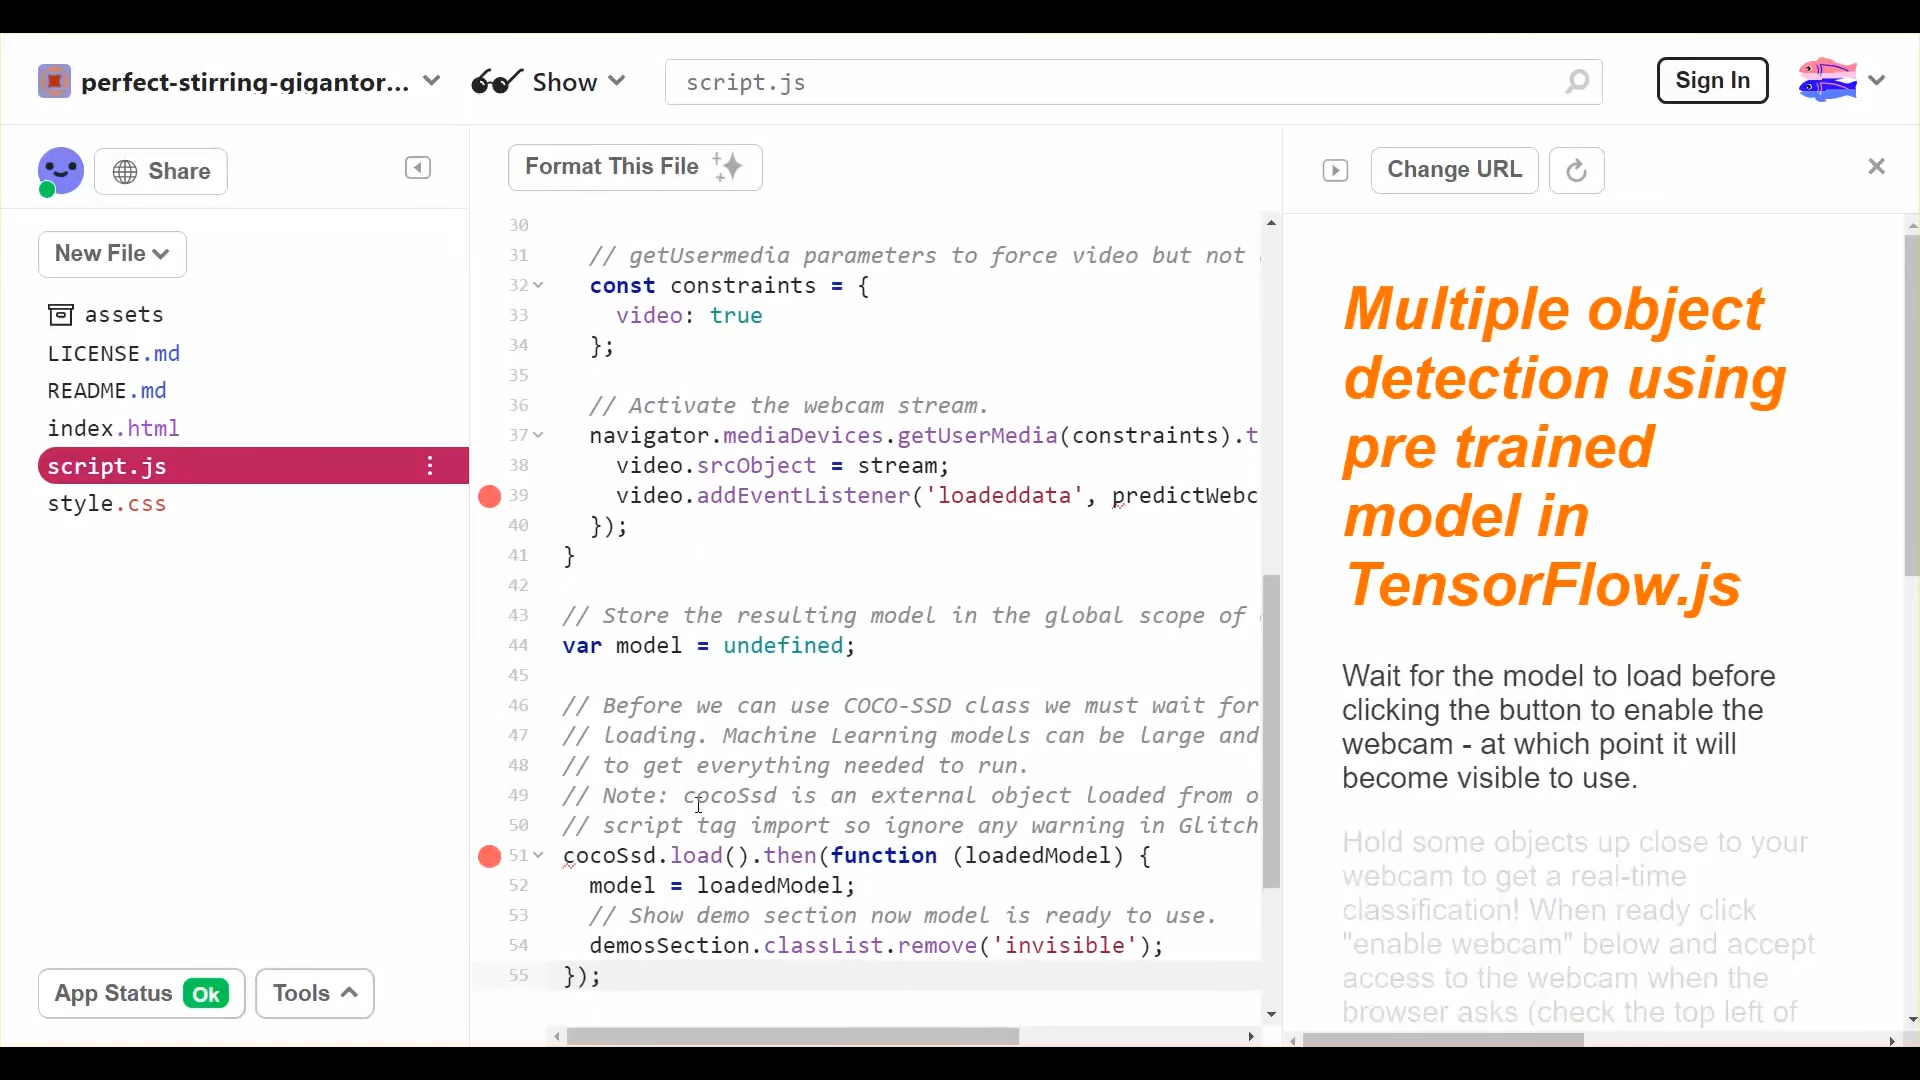 perfect-stirring-gigantor...
Show
script.js
Sign In
Share
Format This File
Change URL
New File
assets
LICENSE.md
README.md
index.html
script.js
style.css
App Status Ok
Tools
30
31 // getUsermedia parameters to force video but not
32 const constraints = {
33 video: true
34 };
35
36 // Activate the webcam stream.
37 navigator.mediaDevices.getUserMedia(constraints).t
38 video.srcObject = stream;
39 video.addEventListener('loadeddata', predictWebc
40 });
41 }
42
43 // Store the resulting model in the global scope of
44 var model = undefined;
45
46 // Before we can use COCO-SSD class we must wait for
47 // loading. Machine Learning models can be large and
48 // to get everything needed to run.
49 // Note: cocoSsd is an external object loaded from o
50 // script tag import so ignore any warning in Glitch
51 cocoSsd.load().then(function (loadedModel) {
52 model = loadedModel;
53 // Show demo section now model is ready to use.
54 demosSection.classList.remove('invisible');
55 });
Multiple object
detection using
pre trained
model in
TensorFlow.js
Wait for the model to load before
clicking the button to enable the
webcam - at which point it will
become visible to use.
Hold some objects up close to your
webcam to get a real-time
classification! When ready click
"enable webcam" below and accept
access to the webcam when the
browser asks (check the top left of